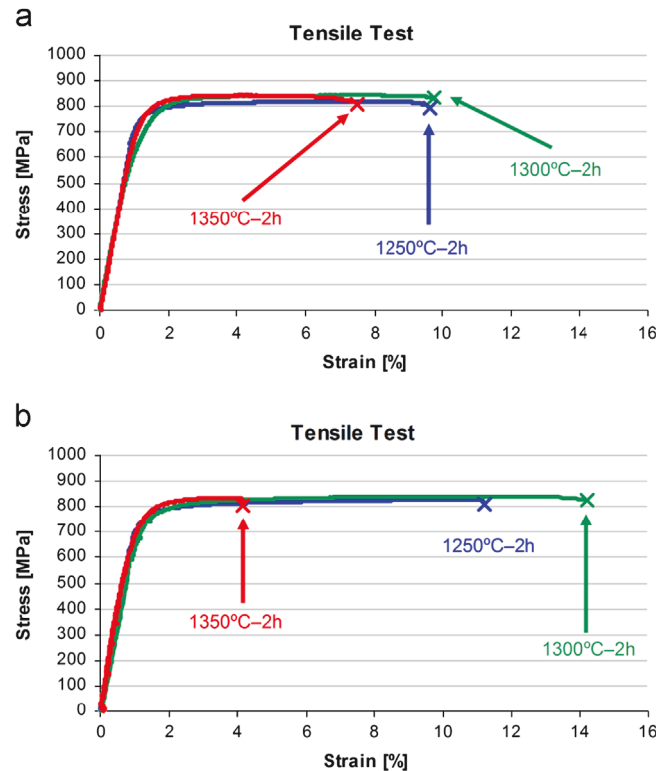 a
Tensile Test
1000
900
800
700
600
500
400
300
200
100
0
Stress [MPa]
1350ºC–2h
1250ºC–2h
1300ºC–2h
0 2 4 6 8 10 12 14 16
Strain [%]
b
Tensile Test
1000
900
800
700
600
500
400
300
200
100
0
Stress [MPa]
1250ºC–2h
1350ºC–2h
1300ºC–2h
0 2 4 6 8 10 12 14 16
Strain [%]